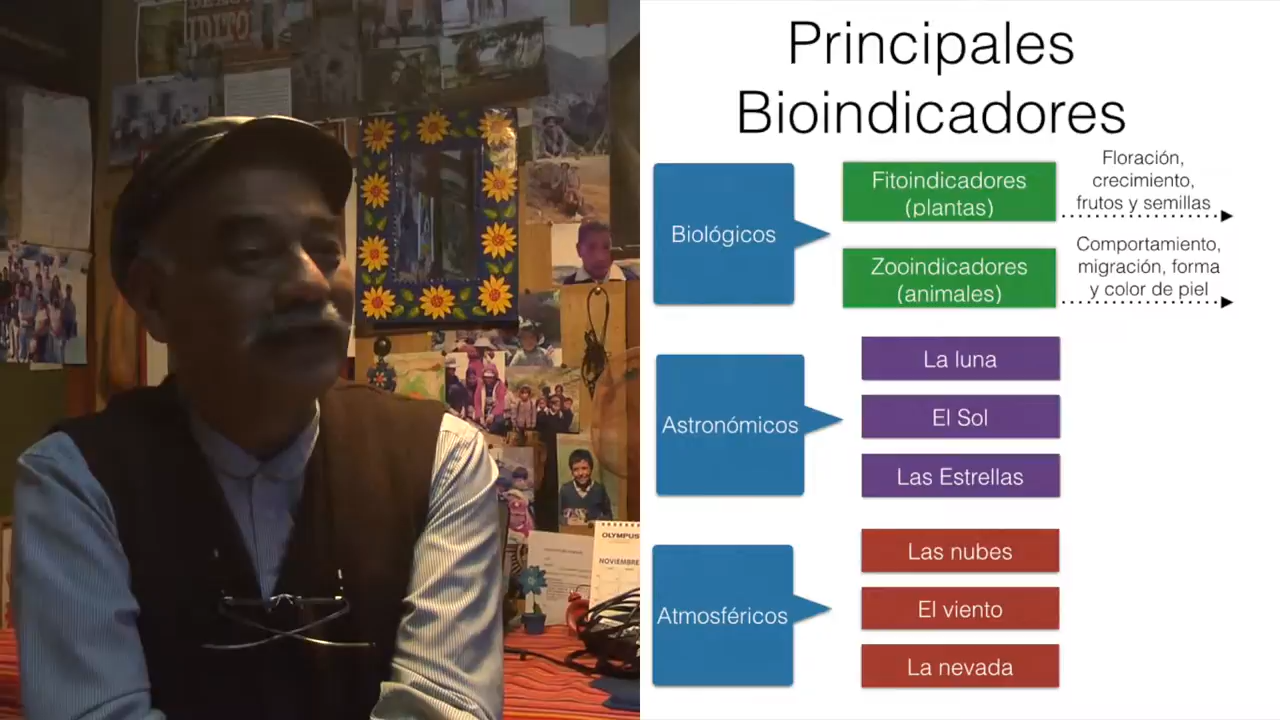 IDITO
OLYMPUS
NOVIEMBRE
Principales
Bioindicadores
Biológicos
Fitoindicadores
(plantas)
Floración,
crecimiento,
frutos y semillas
Zooindicadores
(animales)
Comportamiento,
migración, forma
y color de piel
Astronómicos
La luna
El Sol
Las Estrellas
Atmosféricos
Las nubes
El viento
La nevada